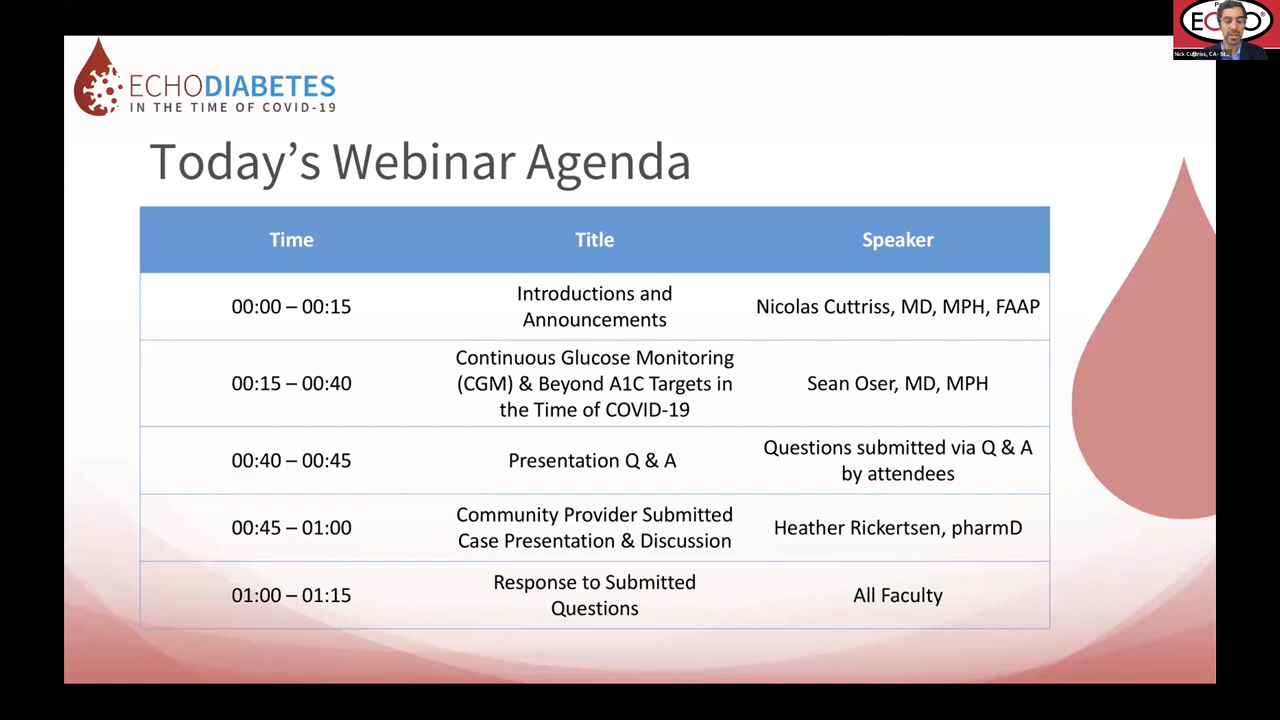 ECHODIABETES
IN THE TIME OF COVID-19
Today's Webinar Agenda
Time
Title
Speaker
00:00 – 00:15
Introductions and
Announcements
Nicolas Cuttriss, MD, MPH, FAAP
00:15 – 00:40
Continuous Glucose Monitoring
(CGM) & Beyond A1C Targets in
the Time of COVID-19
Sean Oser, MD, MPH
00:40 – 00:45
Presentation Q & A
Questions submitted via Q & A
by attendees
00:45 – 01:00
Community Provider Submitted
Case Presentation & Discussion
Heather Rickertsen, pharmD
01:00 – 01:15
Response to Submitted
Questions
All Faculty
Nick Cuttriss, CA- St...